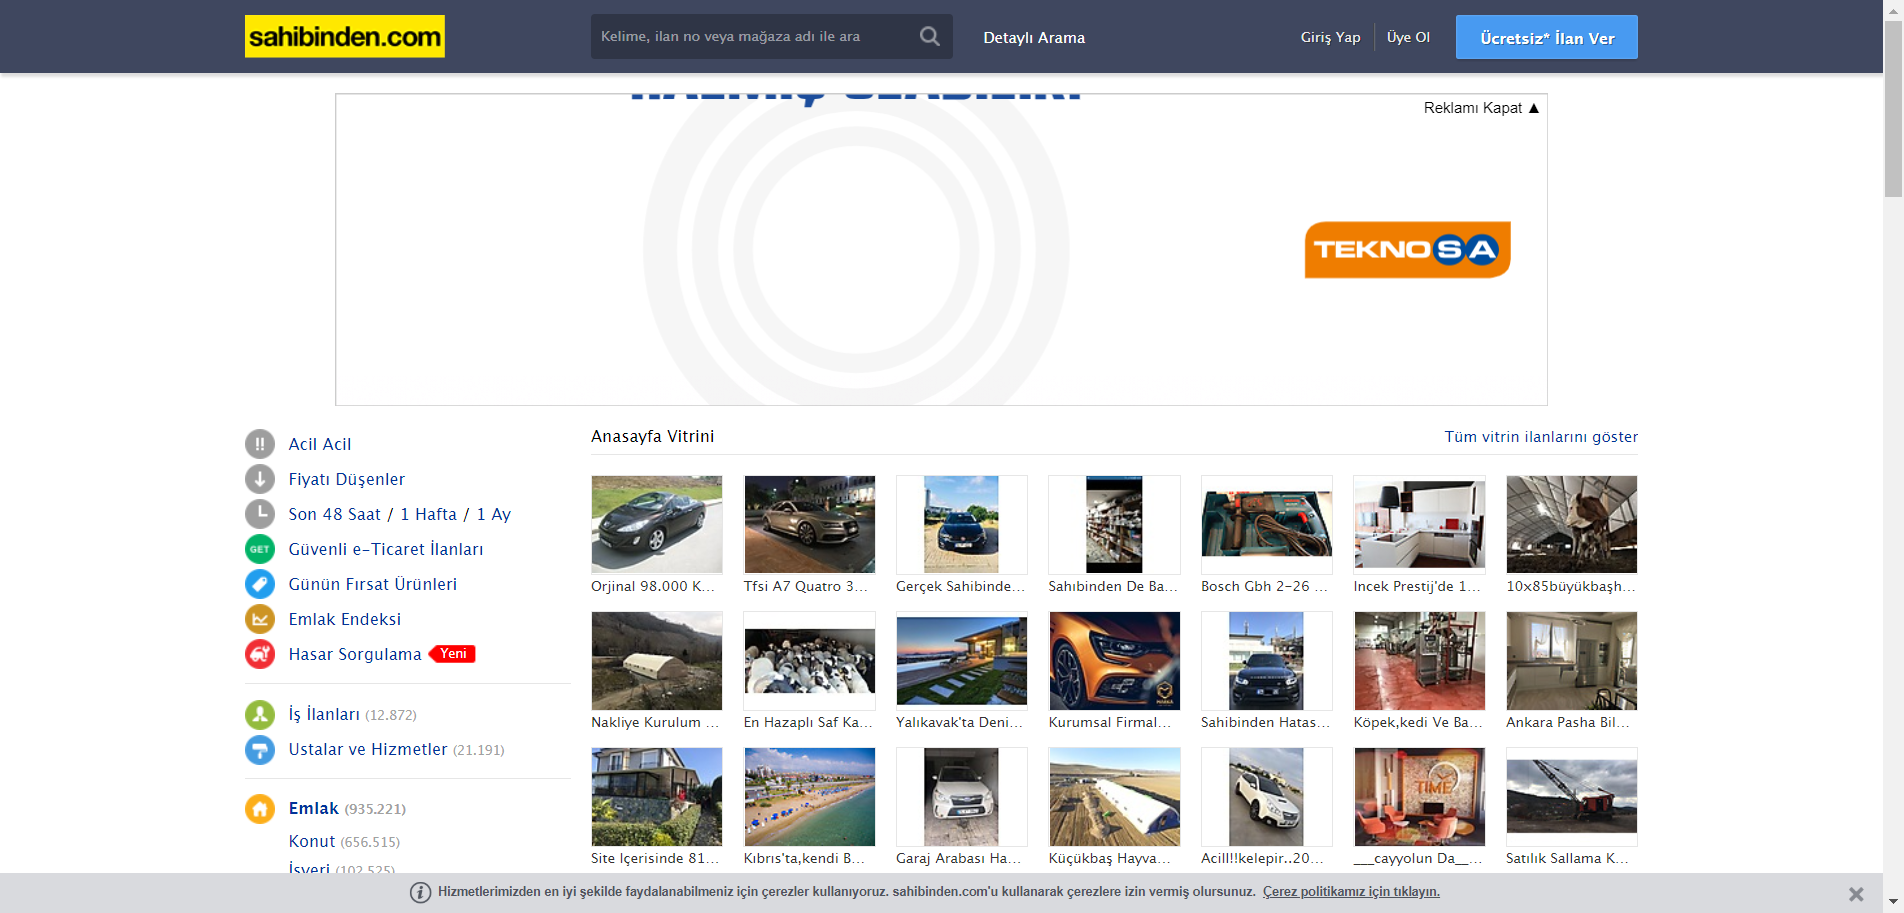 sahibinden.com
Kelime, ilan no veya mağaza adı ile ara
Detaylı Arama
Giriş Yap
Üye Ol
Ücretsiz* İlan Ver
Reklamı Kapat ▲
TEKNOSA
Acil Acil
Fiyatı Düşenler
Son 48 Saat / 1 Hafta / 1 Ay
GET Güvenli e-Ticaret İlanları
Günün Fırsat Ürünleri
Emlak Endeksi
Hasar Sorgulama Yeni
İş İlanları (12.872)
Ustalar ve Hizmetler (21.191)
Emlak (935.221)
Konut (656.515)
İşyeri (102.525)
Anasayfa Vitrini
Tüm vitrin ilanlarını göster
Orjinal 98.000 K...
Tfsi A7 Quatro 3...
Gerçek Sahibinde...
Sahıbinden De Ba...
Bosch Gbh 2-26 ...
Incek Prestij'de 1...
10x85büyükbaşh...
Nakliye Kurulum ...
En Hazaplı Saf Ka...
Yalıkavak'ta Deni...
Kurumsal Firmal...
Sahibinden Hatas...
Köpek,kedi Ve Ba...
Ankara Pasha Bil...
TIME
Site Içerisinde 81...
Kıbrıs'ta,kendi B...
Garaj Arabası Ha...
Küçükbaş Hayva...
Acill!!kelepir..20...
___cayyolun Da__...
Satılık Sallama K...
Hizmetlerimizden en iyi şekilde faydalanabilmeniz için çerezler kullanıyoruz. sahibinden.com'u kullanarak çerezlere izin vermiş olursunuz. Çerez politikamız için tıklayın.